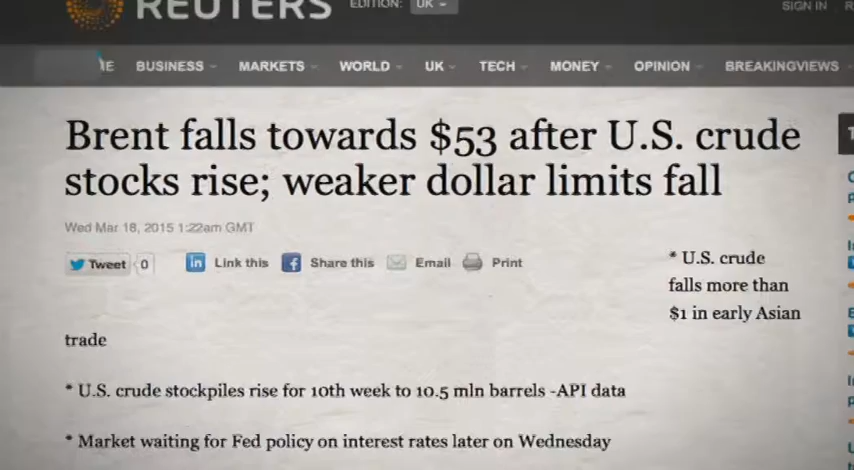 REUTERS
EDITION:
UK
SIGN IN
BUSINESS
MARKETS
WORLD
UK
TECH
MONEY
OPINION
BREAKINGVIEWS
Brent falls towards $53 after U.S. crude
stocks rise; weaker dollar limits fall
Wed Mar 18, 2015 1:22am GMT
Tweet
0
Link this
Share this
Email
Print
* U.S. crude
falls more than
$1 in early Asian
trade
* U.S. crude stockpiles rise for 10th week to 10.5 mln barrels -API data
* Market waiting for Fed policy on interest rates later on Wednesday